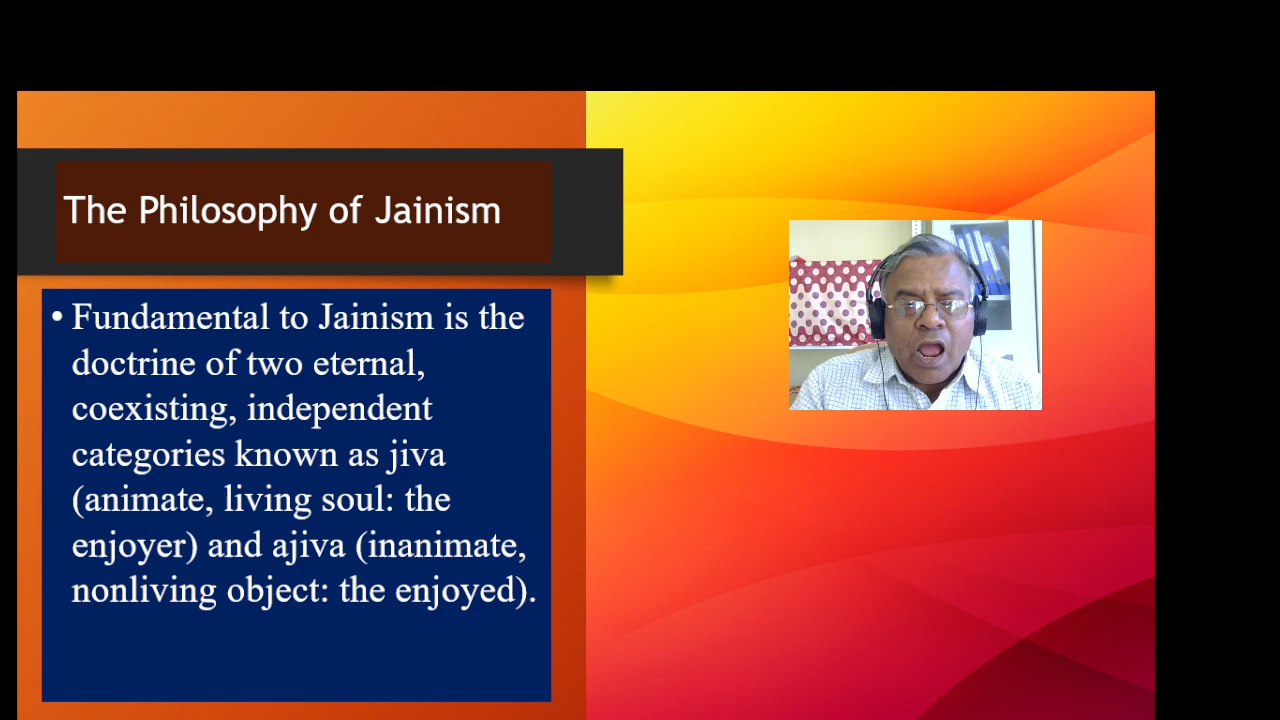 The Philosophy of Jainism
• Fundamental to Jainism is the
doctrine of two eternal,
coexisting, independent
categories known as jiva
(animate, living soul: the
enjoyer) and ajiva (inanimate,
nonliving object: the enjoyed).